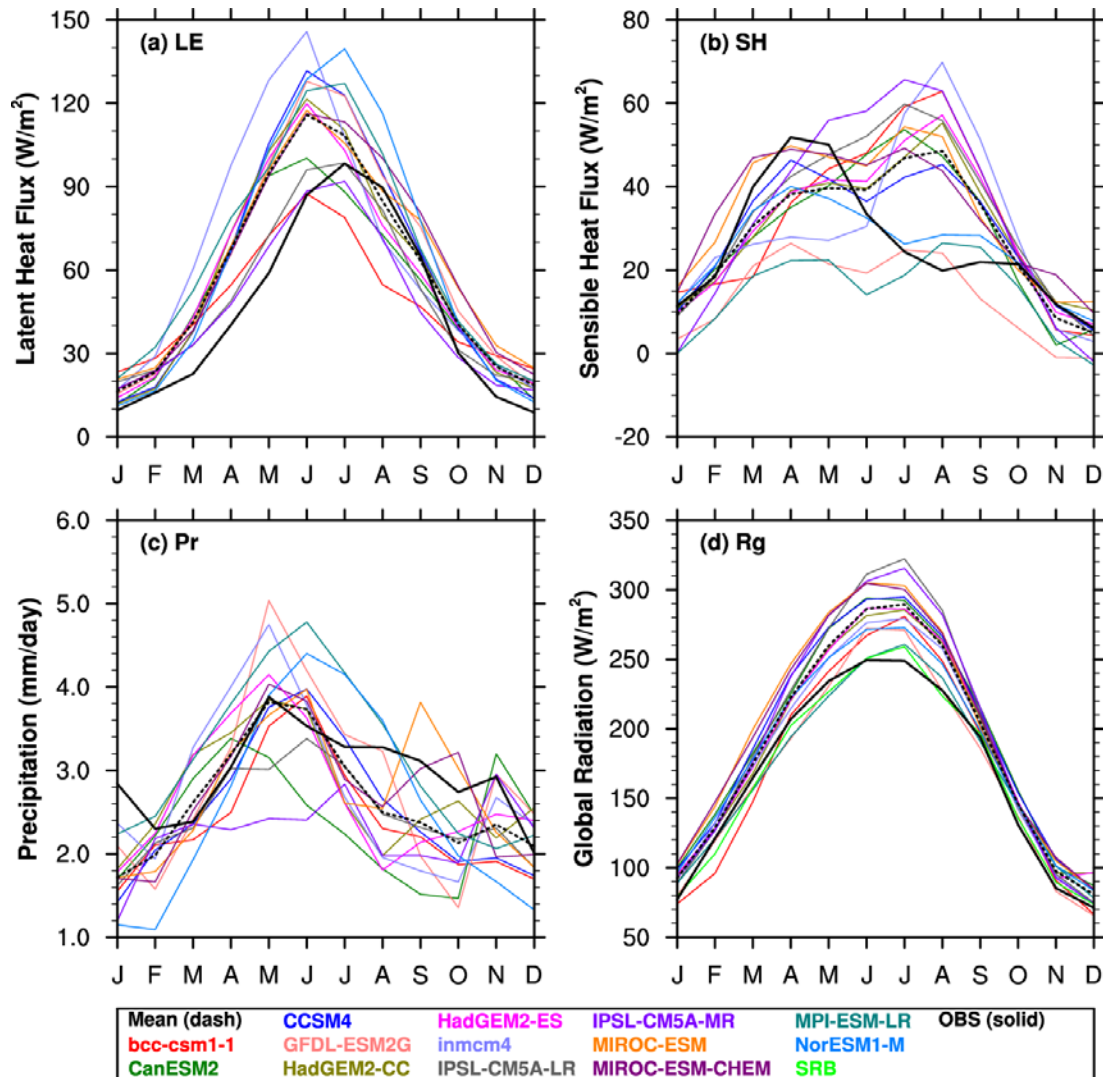 (a) LE
(b) SH
Latent Heat Flux (W/m²)
150
120
90
60
30
0
J F M A M J J A S O N D
Sensible Heat Flux (W/m²)
80
60
40
20
0
-20
J F M A M J J A S O N D
(c) Pr
(d) Rg
Precipitation (mm/day)
6.0
5.0
4.0
3.0
2.0
1.0
J F M A M J J A S O N D
Global Radiation (W/m²)
350
300
250
200
150
100
50
J F M A M J J A S O N D
Mean (dash) CCSM4 HadGEM2-ES IPSL-CM5A-MR MPI-ESM-LR OBS (solid)
bcc-csm1-1 GFDL-ESM2G inmcm4 MIROC-ESM NorESM1-M
CanESM2 HadGEM2-CC IPSL-CM5A-LR MIROC-ESM-CHEM SRB